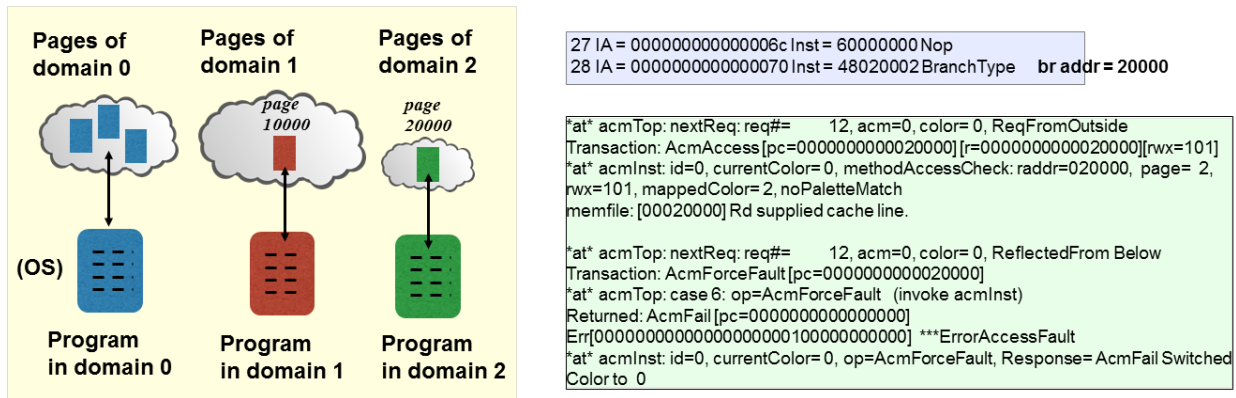 Pages of
domain 0
Pages of
domain 1
Pages of
domain 2
page
10000
page
20000
(OS)
Program
in domain 0
Program
in domain 1
Program
in domain 2
27 IA = 000000000000006c Inst = 60000000 Nop
28 IA = 0000000000000070 Inst = 48020002 BranchType br addr = 20000
*at* acmTop: nextReq: req#= 12, acm=0, color= 0, ReqFromOutside
Transaction: AcmAccess [pc=0000000000020000] [r=0000000000020000][rwx=101]
*at* acmInst: id=0, currentColor= 0, methodAccessCheck: raddr=020000, page= 2,
rwx=101, mappedColor= 2, noPaletteMatch
memfile: [00020000] Rd supplied cache line.
*at* acmTop: nextReq: req#= 12, acm=0, color= 0, ReflectedFrom Below
Transaction: AcmForceFault [pc=0000000000020000]
*at* acmTop: case 6: op=AcmForceFault (invoke acmInst)
Returned: AcmFail [pc=0000000000000000]
Err[00000000000000000000100000000000] ***ErrorAccessFault
*at* acmInst: id=0, currentColor= 0, op=AcmForceFault, Response= AcmFail Switched
Color to 0